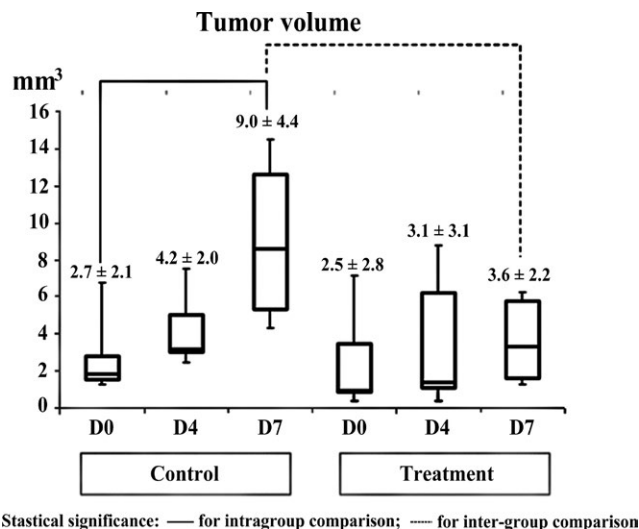 Tumor volume
mm³
16
14
12
10
8
6
4
2
0
2.7 ± 2.1
4.2 ± 2.0
9.0 ± 4.4
2.5 ± 2.8
3.1 ± 3.1
3.6 ± 2.2
D0 D4 D7 D0 D4 D7
Control Treatment
Stastical significance: — for intragroup comparison; ---- for inter-group comparison